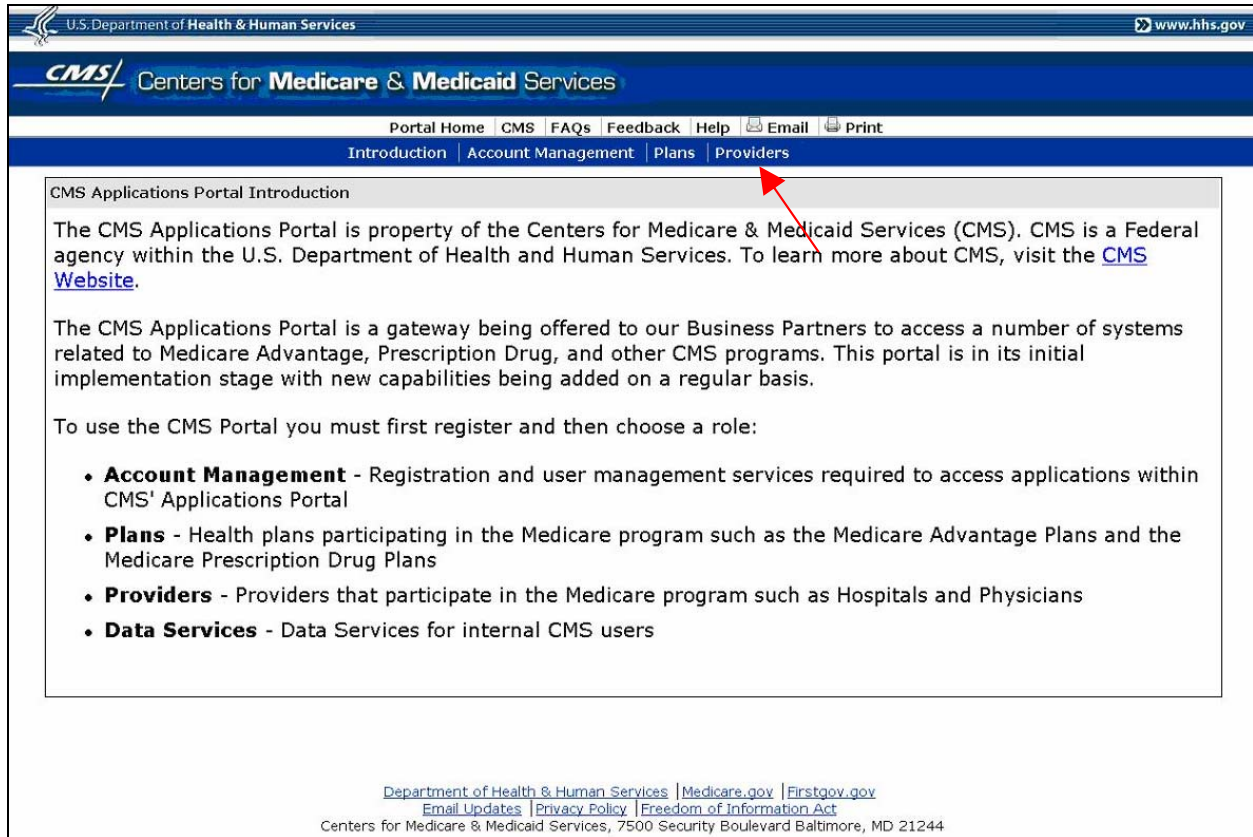 U.S. Department of Health & Human Services
www.hhs.gov
CMS/ Centers for Medicare & Medicaid Services
Portal Home | CMS | FAQs | Feedback | Help | Email | Print
Introduction | Account Management | Plans | Providers
CMS Applications Portal Introduction
The CMS Applications Portal is property of the Centers for Medicare & Medicaid Services (CMS). CMS is a Federal
agency within the U.S. Department of Health and Human Services. To learn more about CMS, visit the CMS
Website.
The CMS Applications Portal is a gateway being offered to our Business Partners to access a number of systems
related to Medicare Advantage, Prescription Drug, and other CMS programs. This portal is in its initial
implementation stage with new capabilities being added on a regular basis.
To use the CMS Portal you must first register and then choose a role:
• Account Management - Registration and user management services required to access applications within
CMS' Applications Portal
• Plans - Health plans participating in the Medicare program such as the Medicare Advantage Plans and the
Medicare Prescription Drug Plans
• Providers - Providers that participate in the Medicare program such as Hospitals and Physicians
• Data Services - Data Services for internal CMS users
Department of Health & Human Services | Medicare.gov | Firstgov.gov
Email Updates | Privacy Policy | Freedom of Information Act
Centers for Medicare & Medicaid Services, 7500 Security Boulevard Baltimore, MD 21244